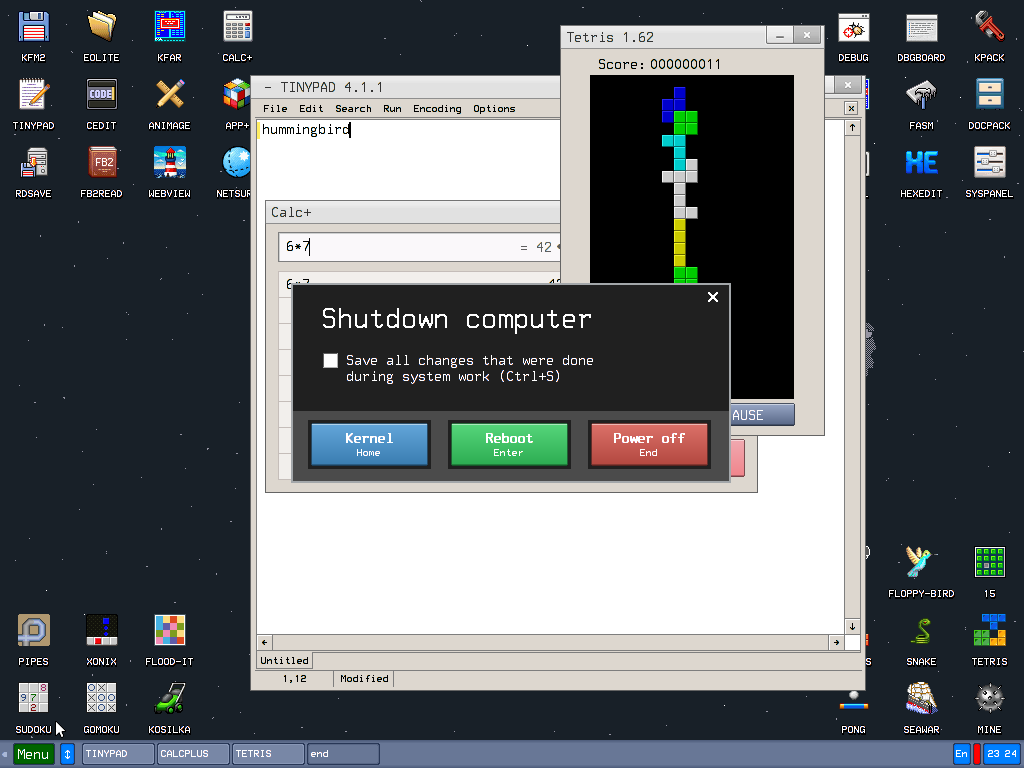 KFM2
EOLITE
KFAR
CALC+
TINYPAD
CEDIT
ANIMAGE
APP+
RDSAVE
FB2READ
WEBVIEW
NETSUR
CODE
FB2
DEBUG
DBGBOARD
KPACK
FASM
DOCPACK
HEXEDIT
SYSPANEL
HE
TINYPAD 4.1.1
File Edit Search Run Encoding Options
hummingbird
Tetris 1.62
Score: 000000011
AUSE
Calc+
6*7
= 42
Shutdown computer
Save all changes that were done
during system work (Ctrl+S)
Kernel
Home
Reboot
Enter
Power off
End
Untitled
1,12
Modified
PIPES
XONIX
FLOOD-IT
SUDOKU
GOMOKU
KOSILKA
FLOPPY-BIRD
15
SNAKE
TETRIS
PONG
SEAWAR
MINE
Menu
TINYPAD
CALCPLUS
TETRIS
end
En
23 24